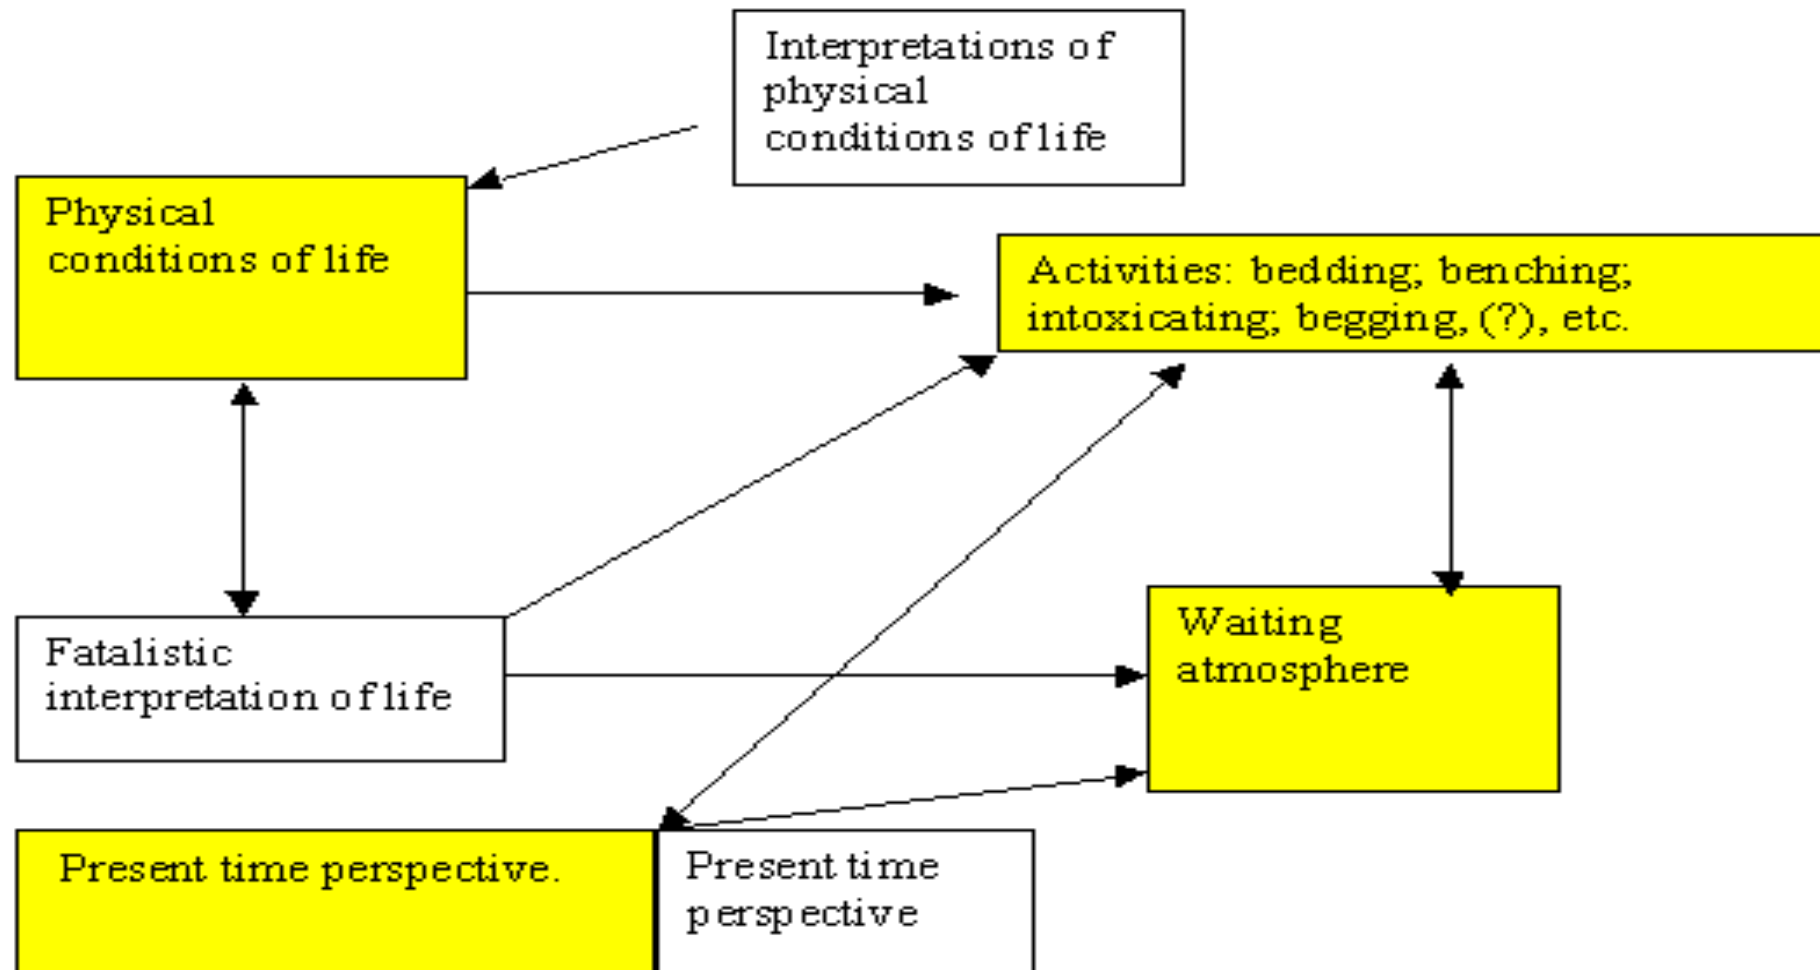 Interpretations of
physical
conditions of life
Physical
conditions of life
Activities: bedding; benching;
intoxicating; begging, (?), etc.
Fatalistic
interpretation of life
Waiting
atmosphere
Present time perspective.
Present time
perspective